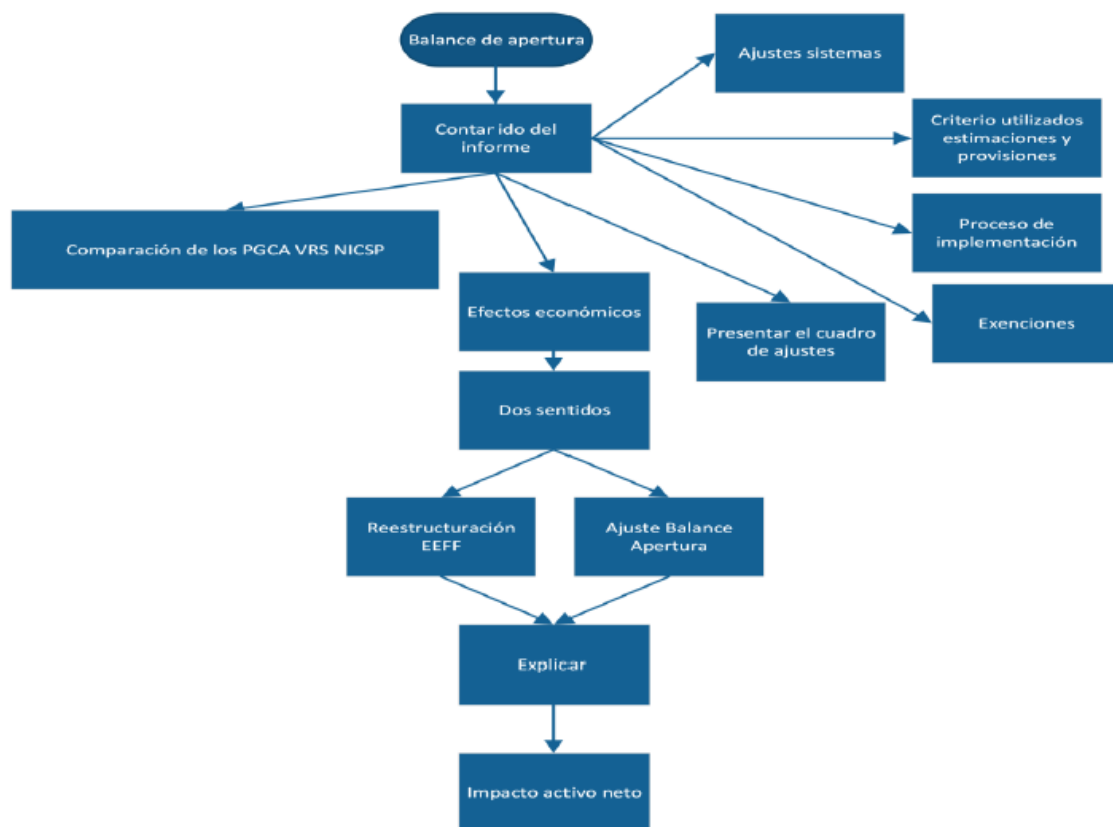 Balance de apertura
Ajustes sistemas
Contar ido del
informe
Criterio utilizados
estimaciones y
provisiones
Comparación de los PGCA VRS NICSP
Proceso de
implementación
Efectos económicos
Presentar el cuadro
de ajustes
Exenciones
Dos sentidos
Reestructuración
EEFF
Ajuste Balance
Apertura
Explicar
Impacto activo neto